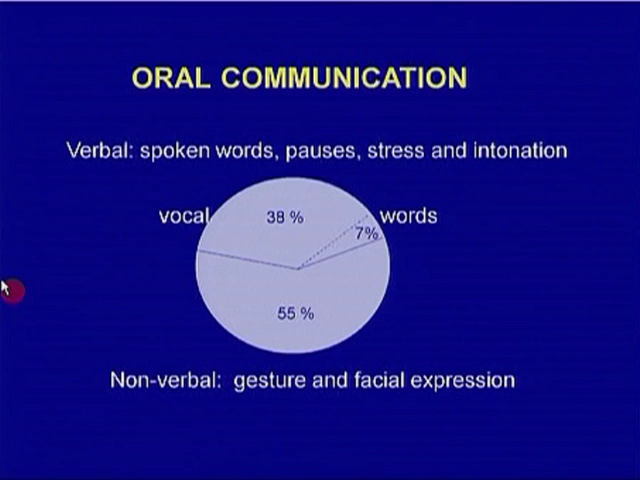 ORAL COMMUNICATION
Verbal: spoken words, pauses, stress and intonation
vocal 38 % words
7%
55 %
Non-verbal: gesture and facial expression